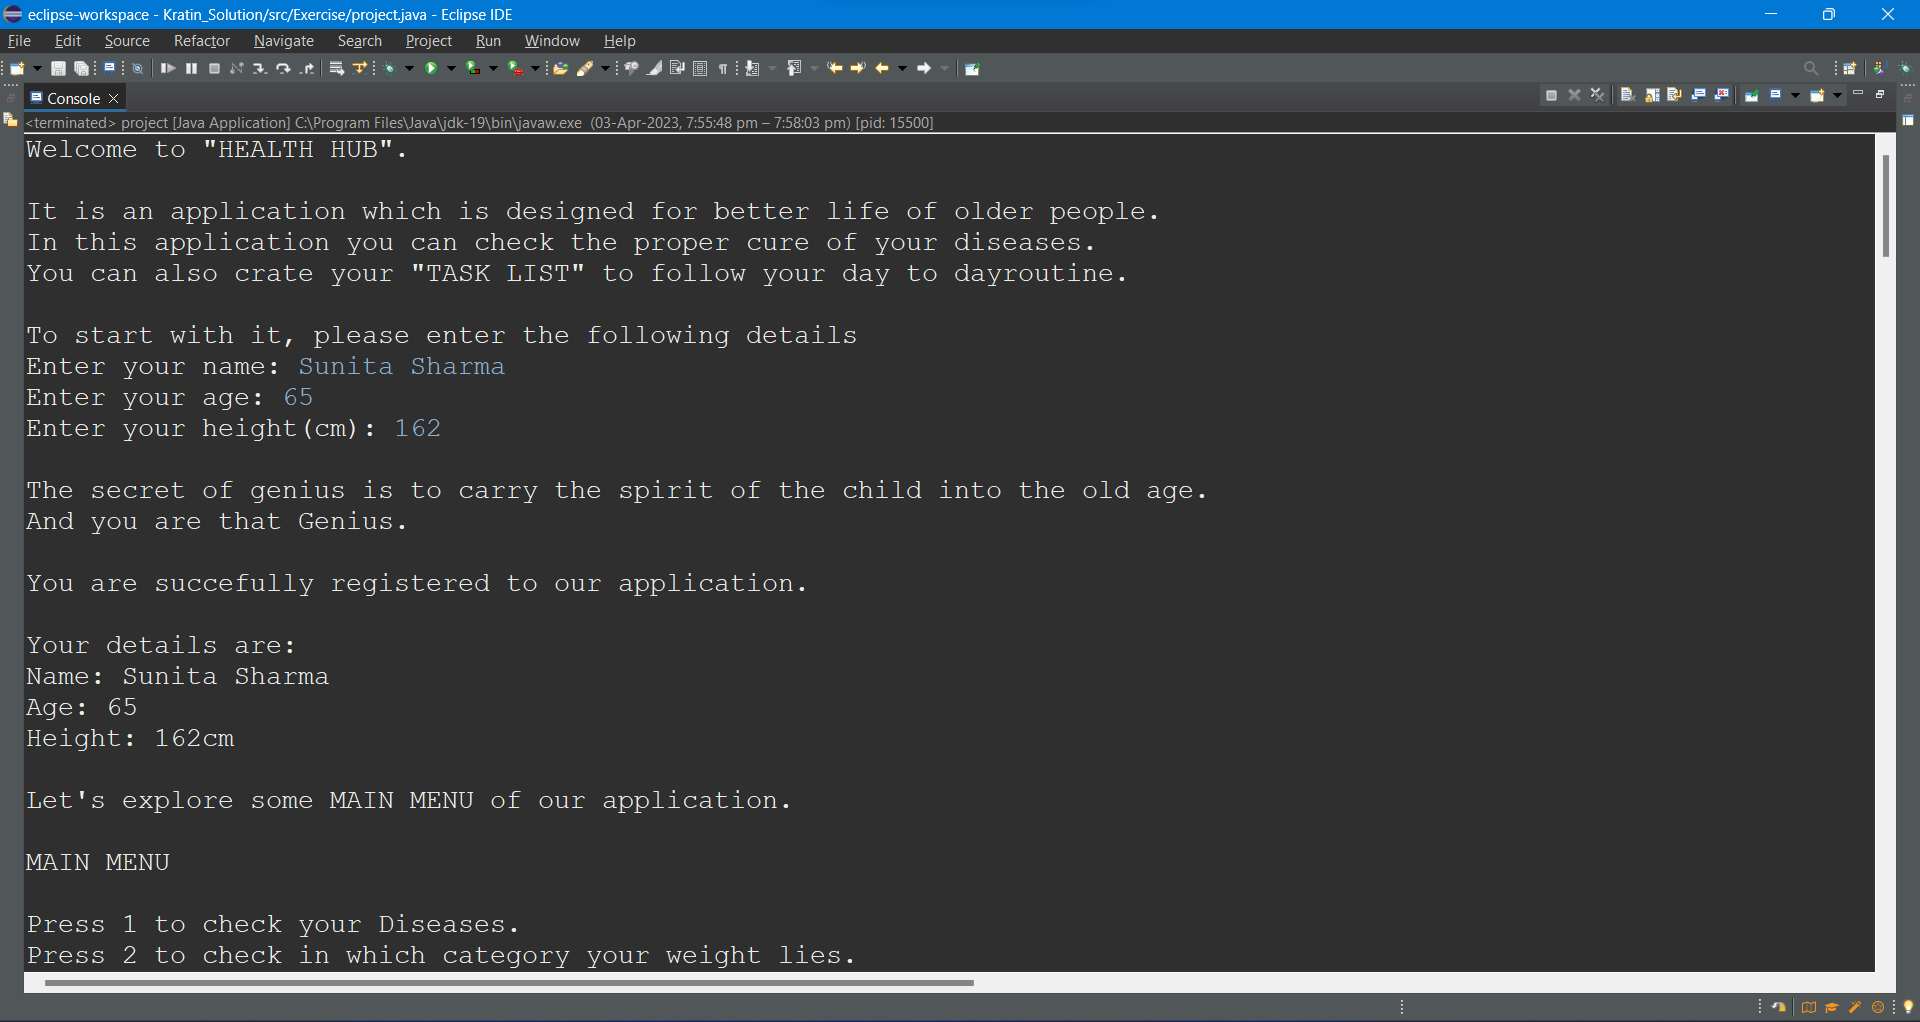 eclipse-workspace - Kratin_Solution/src/Exercise/project.java - Eclipse IDE
File Edit Source Refactor Navigate Search Project Run Window Help
Console
<terminated> project [Java Application] C:\Program Files\Java\jdk-19\bin\javaw.exe (03-Apr-2023, 7:55:48 pm – 7:58:03 pm) [pid: 15500]
Welcome to "HEALTH HUB".
It is an application which is designed for better life of older people.
In this application you can check the proper cure of your diseases.
You can also crate your "TASK LIST" to follow your day to dayroutine.
To start with it, please enter the following details
Enter your name: Sunita Sharma
Enter your age: 65
Enter your height(cm): 162
The secret of genius is to carry the spirit of the child into the old age.
And you are that Genius.
You are succefully registered to our application.
Your details are:
Name: Sunita Sharma
Age: 65
Height: 162cm
Let's explore some MAIN MENU of our application.
MAIN MENU
Press 1 to check your Diseases.
Press 2 to check in which category your weight lies.